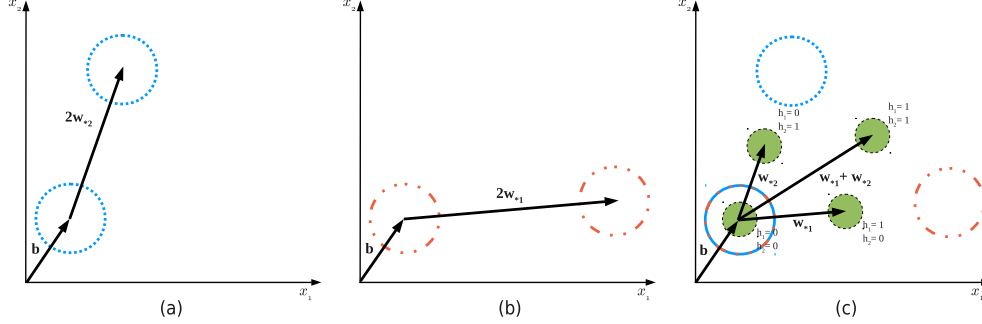 x₂
2w*₂
b
x₁
(a)
x₂
2w*₁
b
x₁
(b)
x₂
h₁= 0
h₂= 1
h₁= 1
h₂= 1
w*₂
w*₁ + w*₂
h₁= 0
h₂= 0
w*₁
h₁= 1
h₂= 0
b
x₁
(c)